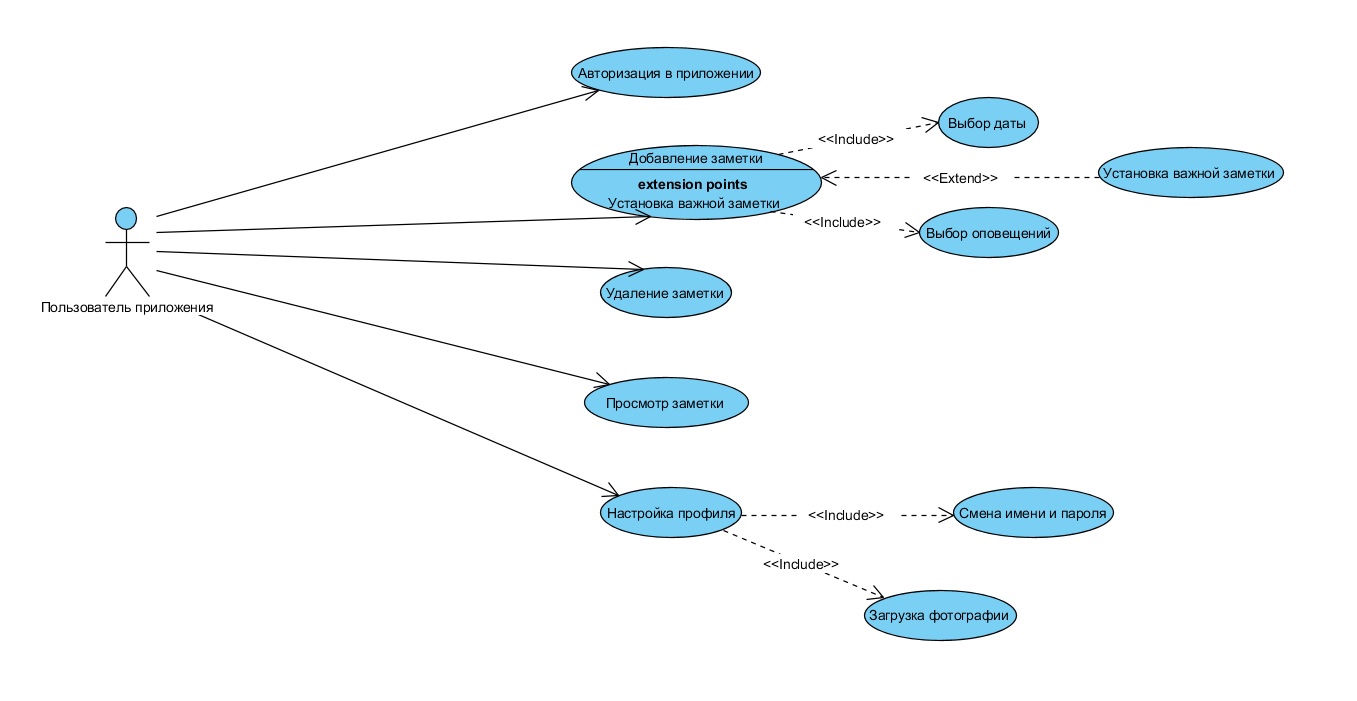 Авторизация в приложении
Выбор даты
<<Include>>
Добавление заметки
extension points
Установка важной заметки
<<Extend>>
Установка важной заметки
<<Include>>
Выбор оповещений
Удаление заметки
Пользователь приложения
Просмотр заметки
Настройка профиля
<<Include>>
Смена имени и пароля
<<Include>>
Загрузка фотографии